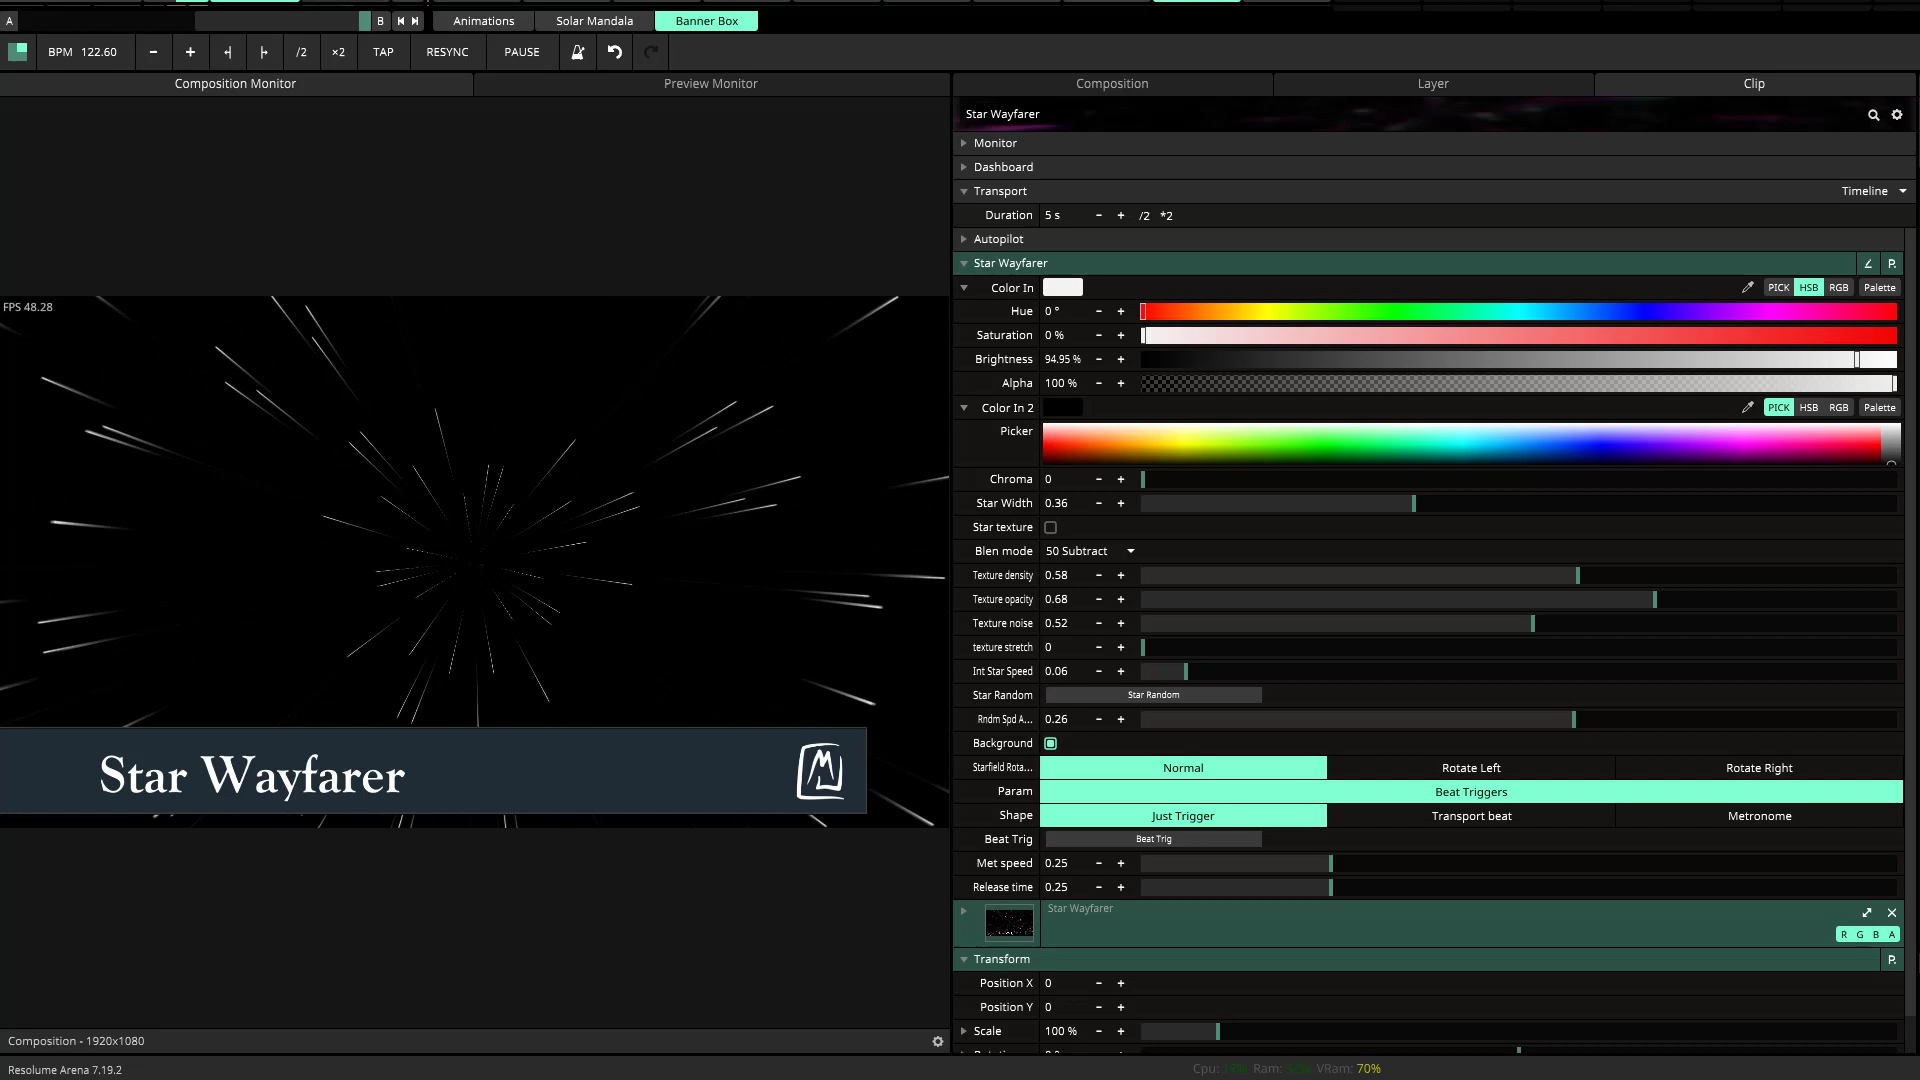 A
B
Animations
Solar Mandala
Banner Box
BPM 122.60 - + /2 ×2 TAP RESYNC PAUSE
Composition Monitor
Preview Monitor
Composition
Layer
Clip
Star Wayfarer
Monitor
Dashboard
Transport
Timeline
Duration 5 s - + /2 *2
Autopilot
Star Wayfarer
P.
FPS 48.28
Color In
PICK HSB RGB Palette
Hue 0 ° - +
Saturation 0 % - +
Brightness 94.95 % - +
Alpha 100 % - +
Color In 2
PICK HSB RGB Palette
Picker
Chroma 0 - +
Star Width 0.36 - +
Star texture
Blen mode 50 Subtract
Texture density 0.58 - +
Texture opacity 0.68 - +
Texture noise 0.52 - +
texture stretch 0 - +
Int Star Speed 0.06 - +
Star Random Star Random
Rndm Spd A... 0.26 - +
Background
Starfield Rota... Normal Rotate Left Rotate Right
Param Beat Triggers
Shape Just Trigger Transport beat Metronome
Beat Trig Beat Trig
Met speed 0.25 - +
Release time 0.25 - +
Star Wayfarer
Star Wayfarer
R G B A
Transform
P.
Position X 0 - +
Position Y 0 - +
Scale 100 % - +
Composition - 1920x1080
Resolume Arena 7.19.2
Cpu: Ram: VRam: 70%